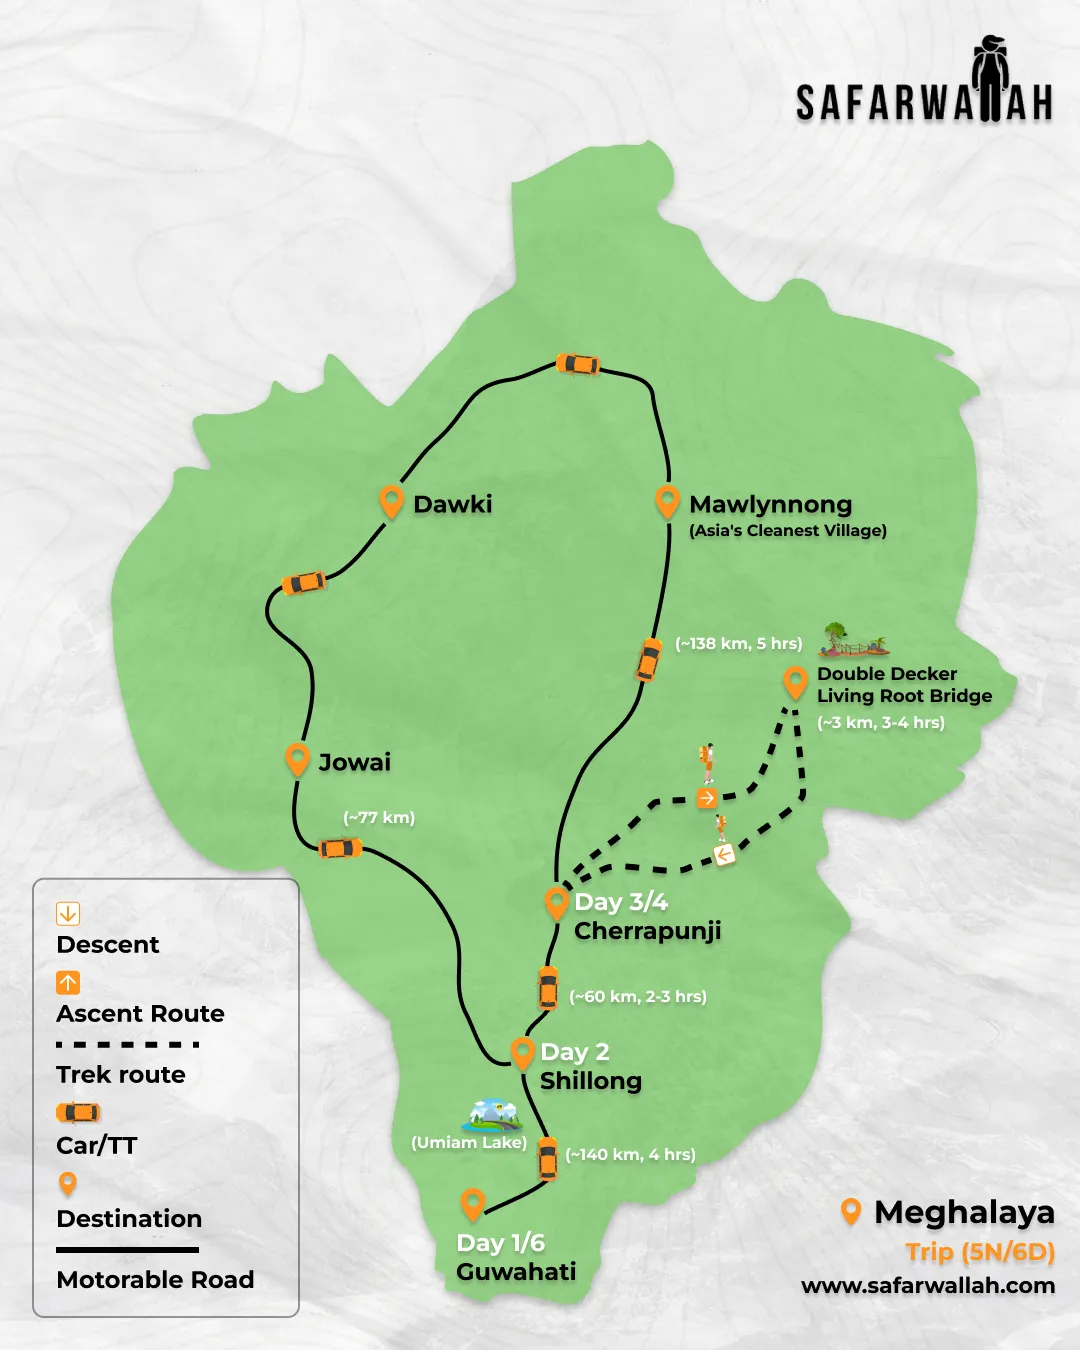 SAFARWALLAH
Dawki
Mawlynnong
(Asia's Cleanest Village)
(~138 km, 5 hrs)
Double Decker
Living Root Bridge
(~3 km, 3-4 hrs)
Jowai
(~77 km)
Day 3/4
Cherrapunji
(~60 km, 2-3 hrs)
Day 2
Shillong
(Umiam Lake)
(~140 km, 4 hrs)
Day 1/6
Guwahati
Descent
Ascent Route
Trek route
Car/TT
Destination
Motorable Road
Meghalaya
Trip (5N/6D)
www.safarwallah.com